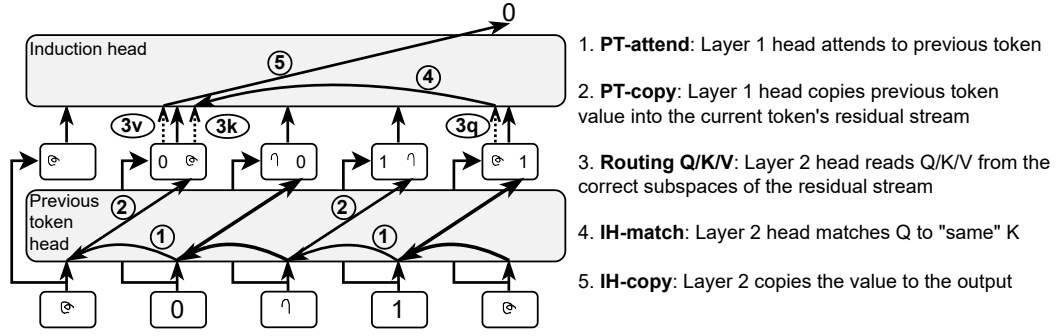 0
Induction head
5
4
3v
3k
3q
0
1 0
1
1
Previous
token
head
2
2
1
1
0
1
1. PT-attend: Layer 1 head attends to previous token
2. PT-copy: Layer 1 head copies previous token
value into the current token's residual stream
3. Routing Q/K/V: Layer 2 head reads Q/K/V from the
correct subspaces of the residual stream
4. IH-match: Layer 2 head matches Q to "same" K
5. IH-copy: Layer 2 copies the value to the output